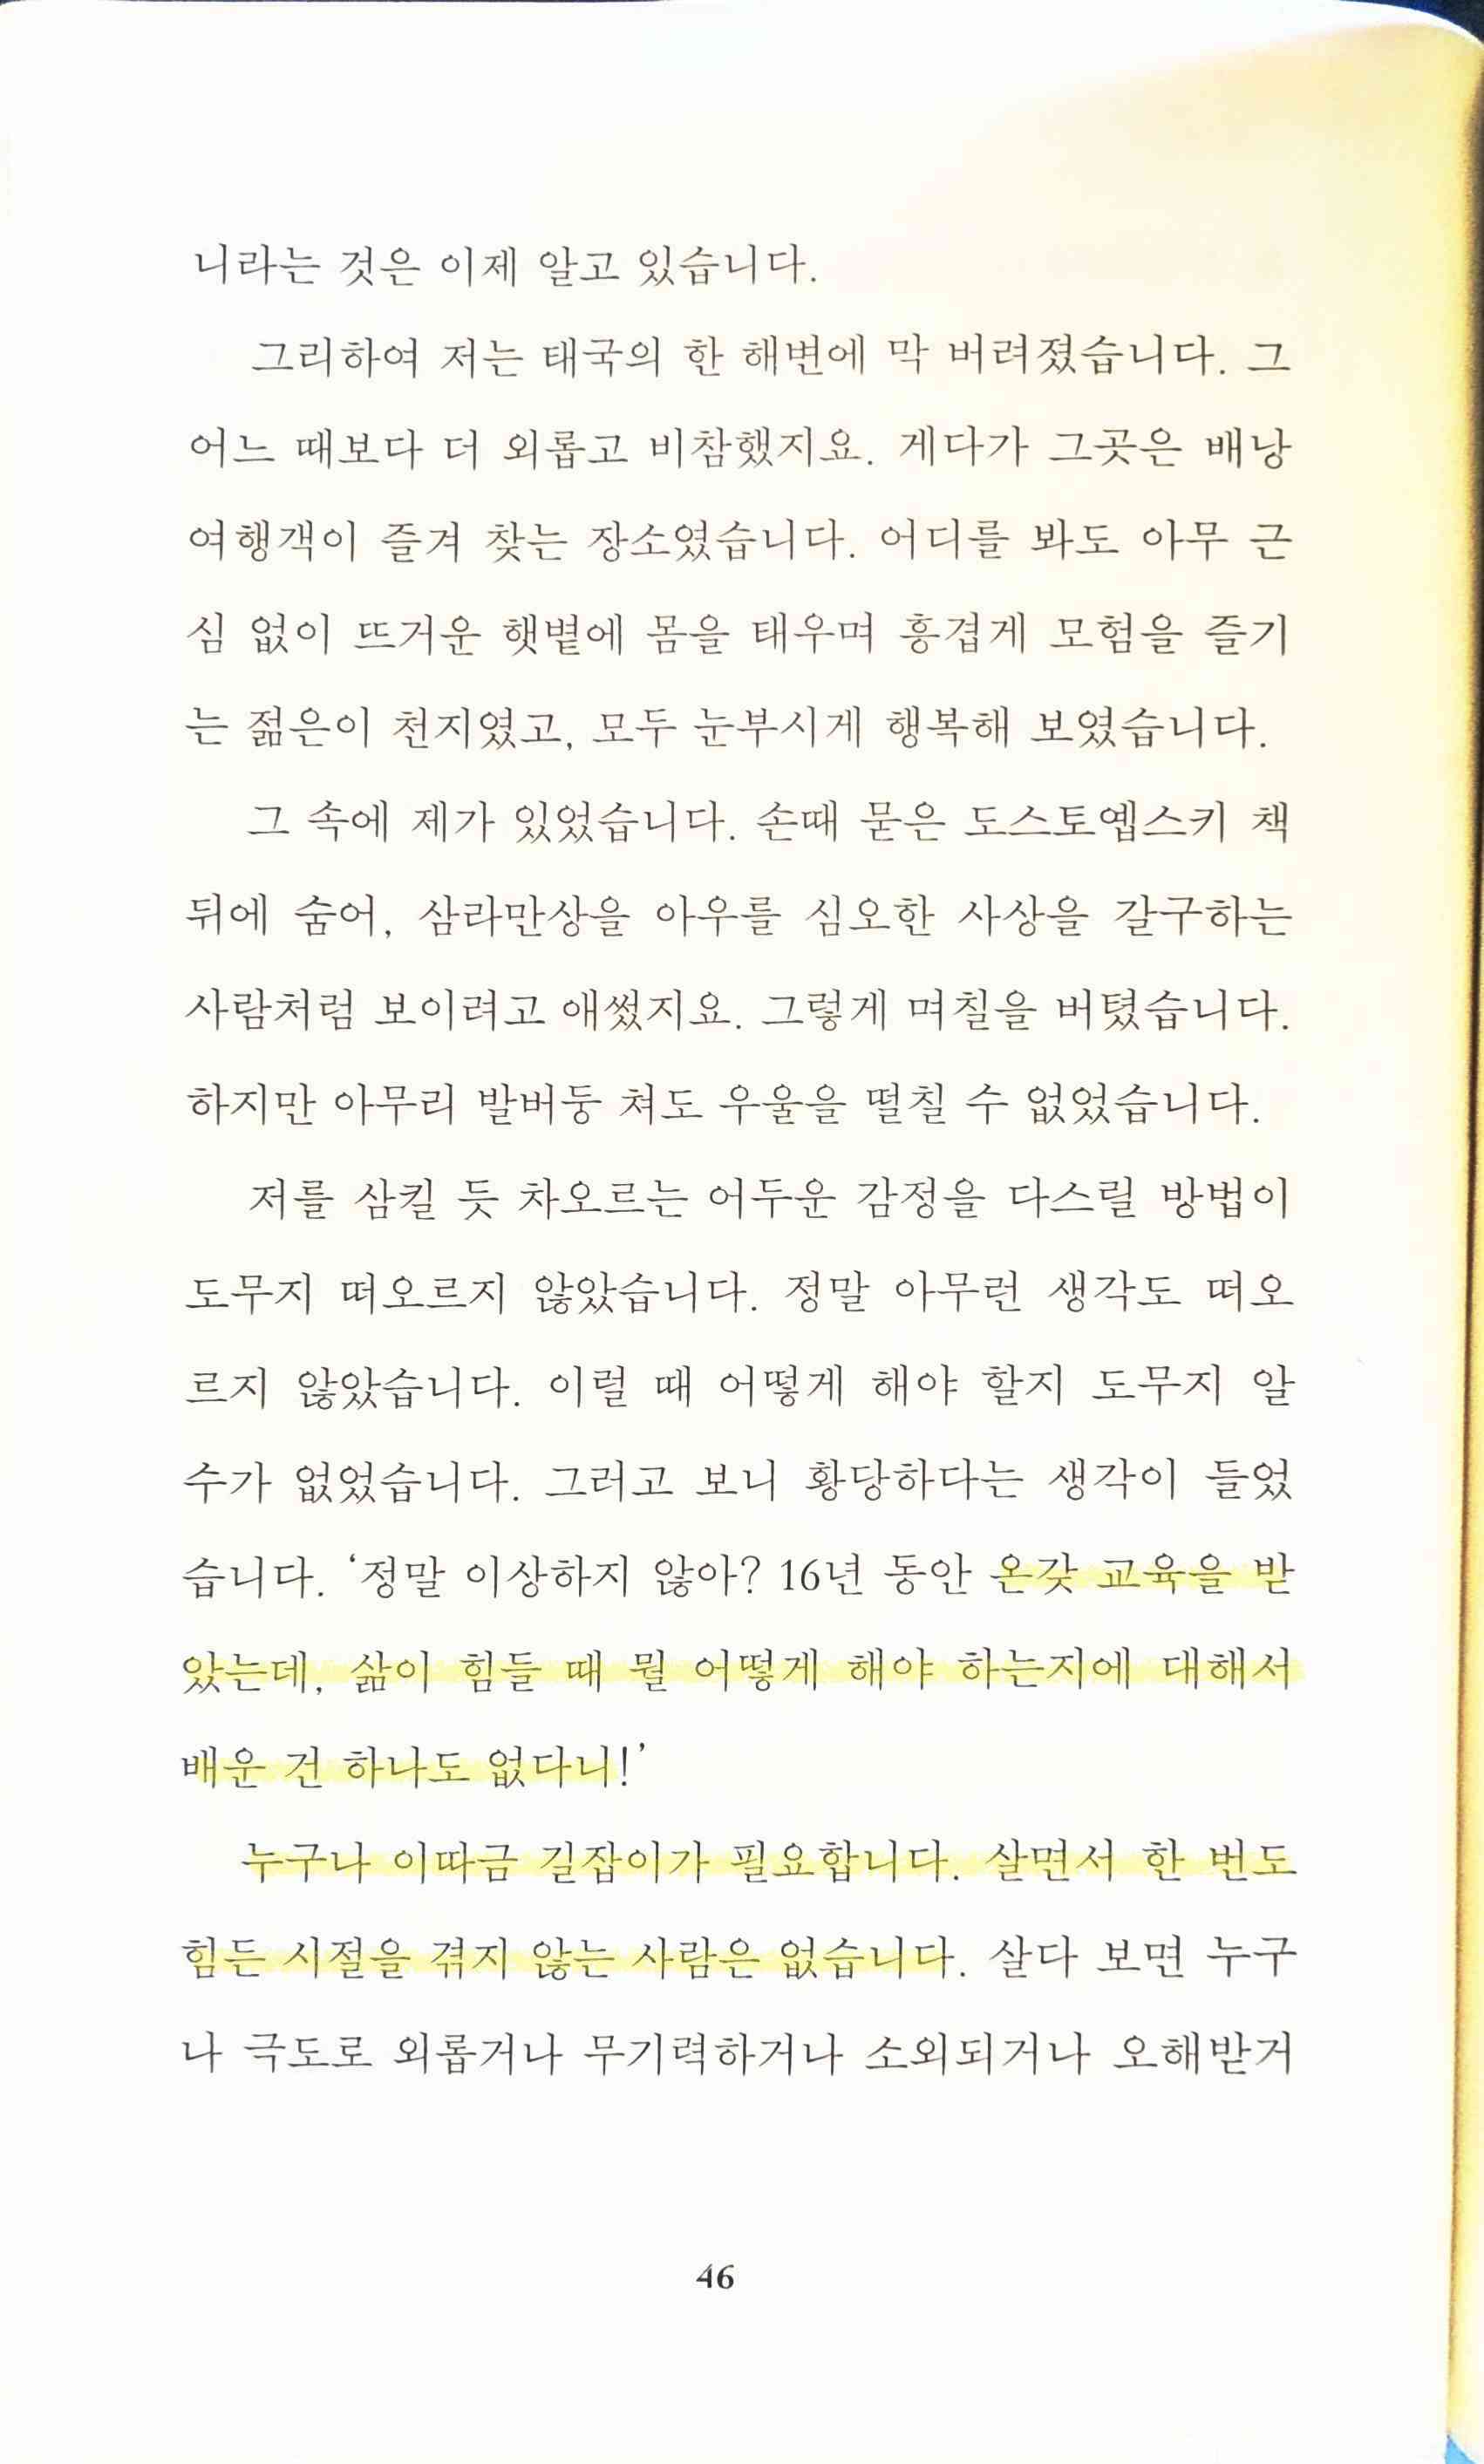 니라는 것은 이제 알고 있습니다.
그리하여 저는 태국의 한 해변에 막 버려졌습니다. 그
어느 때보다 더 외롭고 비참했지요. 게다가 그곳은 배낭
여행객이 즐겨 찾는 장소였습니다. 어디를 봐도 아무 근
심 없이 뜨거운 햇볕에 몸을 태우며 흥겹게 모험을 즐기
는 젊은이 천지였고, 모두 눈부시게 행복해 보였습니다.
그 속에 제가 있었습니다. 손때 묻은 도스토옙스키 책
뒤에 숨어, 삼라만상을 아우를 심오한 사상을 갈구하는
사람처럼 보이려고 애썼지요. 그렇게 며칠을 버텼습니다.
하지만 아무리 발버둥 쳐도 우울을 떨칠 수 없었습니다.
저를 삼킬 듯 차오르는 어두운 감정을 다스릴 방법이
도무지 떠오르지 않았습니다. 정말 아무런 생각도 떠오
르지 않았습니다. 이럴 때 어떻게 해야 할지 도무지 알
수가 없었습니다. 그러고 보니 황당하다는 생각이 들었
습니다. ‘정말 이상하지 않아? 16년 동안 온갖 교육을 받
았는데, 삶이 힘들 때 뭘 어떻게 해야 하는지에 대해서
배운 건 하나도 없다니!’
누구나 이따금 길잡이가 필요합니다. 살면서 한 번도
힘든 시절을 겪지 않는 사람은 없습니다. 살다 보면 누구
나 극도로 외롭거나 무기력하거나 소외되거나 오해받거
46